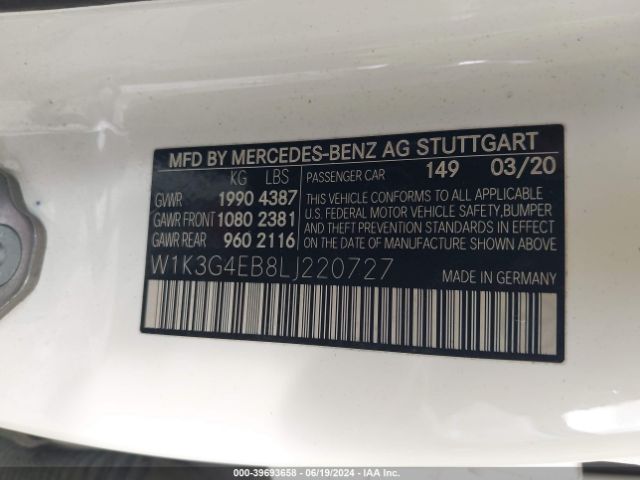 MFD BY MERCEDES-BENZ AG STUTTGART
KG LBS PASSENGER CAR 149 03/20
GVWR 1990 4387
GAWR FRONT 1080 2381
GAWR REAR 960 2116
THIS VEHICLE CONFORMS TO ALL APPLICABLE
U.S. FEDERAL MOTOR VEHICLE SAFETY,BUMPER
AND THEFT PREVENTION STANDARDS IN EFFECT
ON THE DATE OF MANUFACTURE SHOWN ABOVE
W1K3G4EB8LJ220727 MADE IN GERMANY
000-39693658 - 06/19/2024 - IAA Inc.